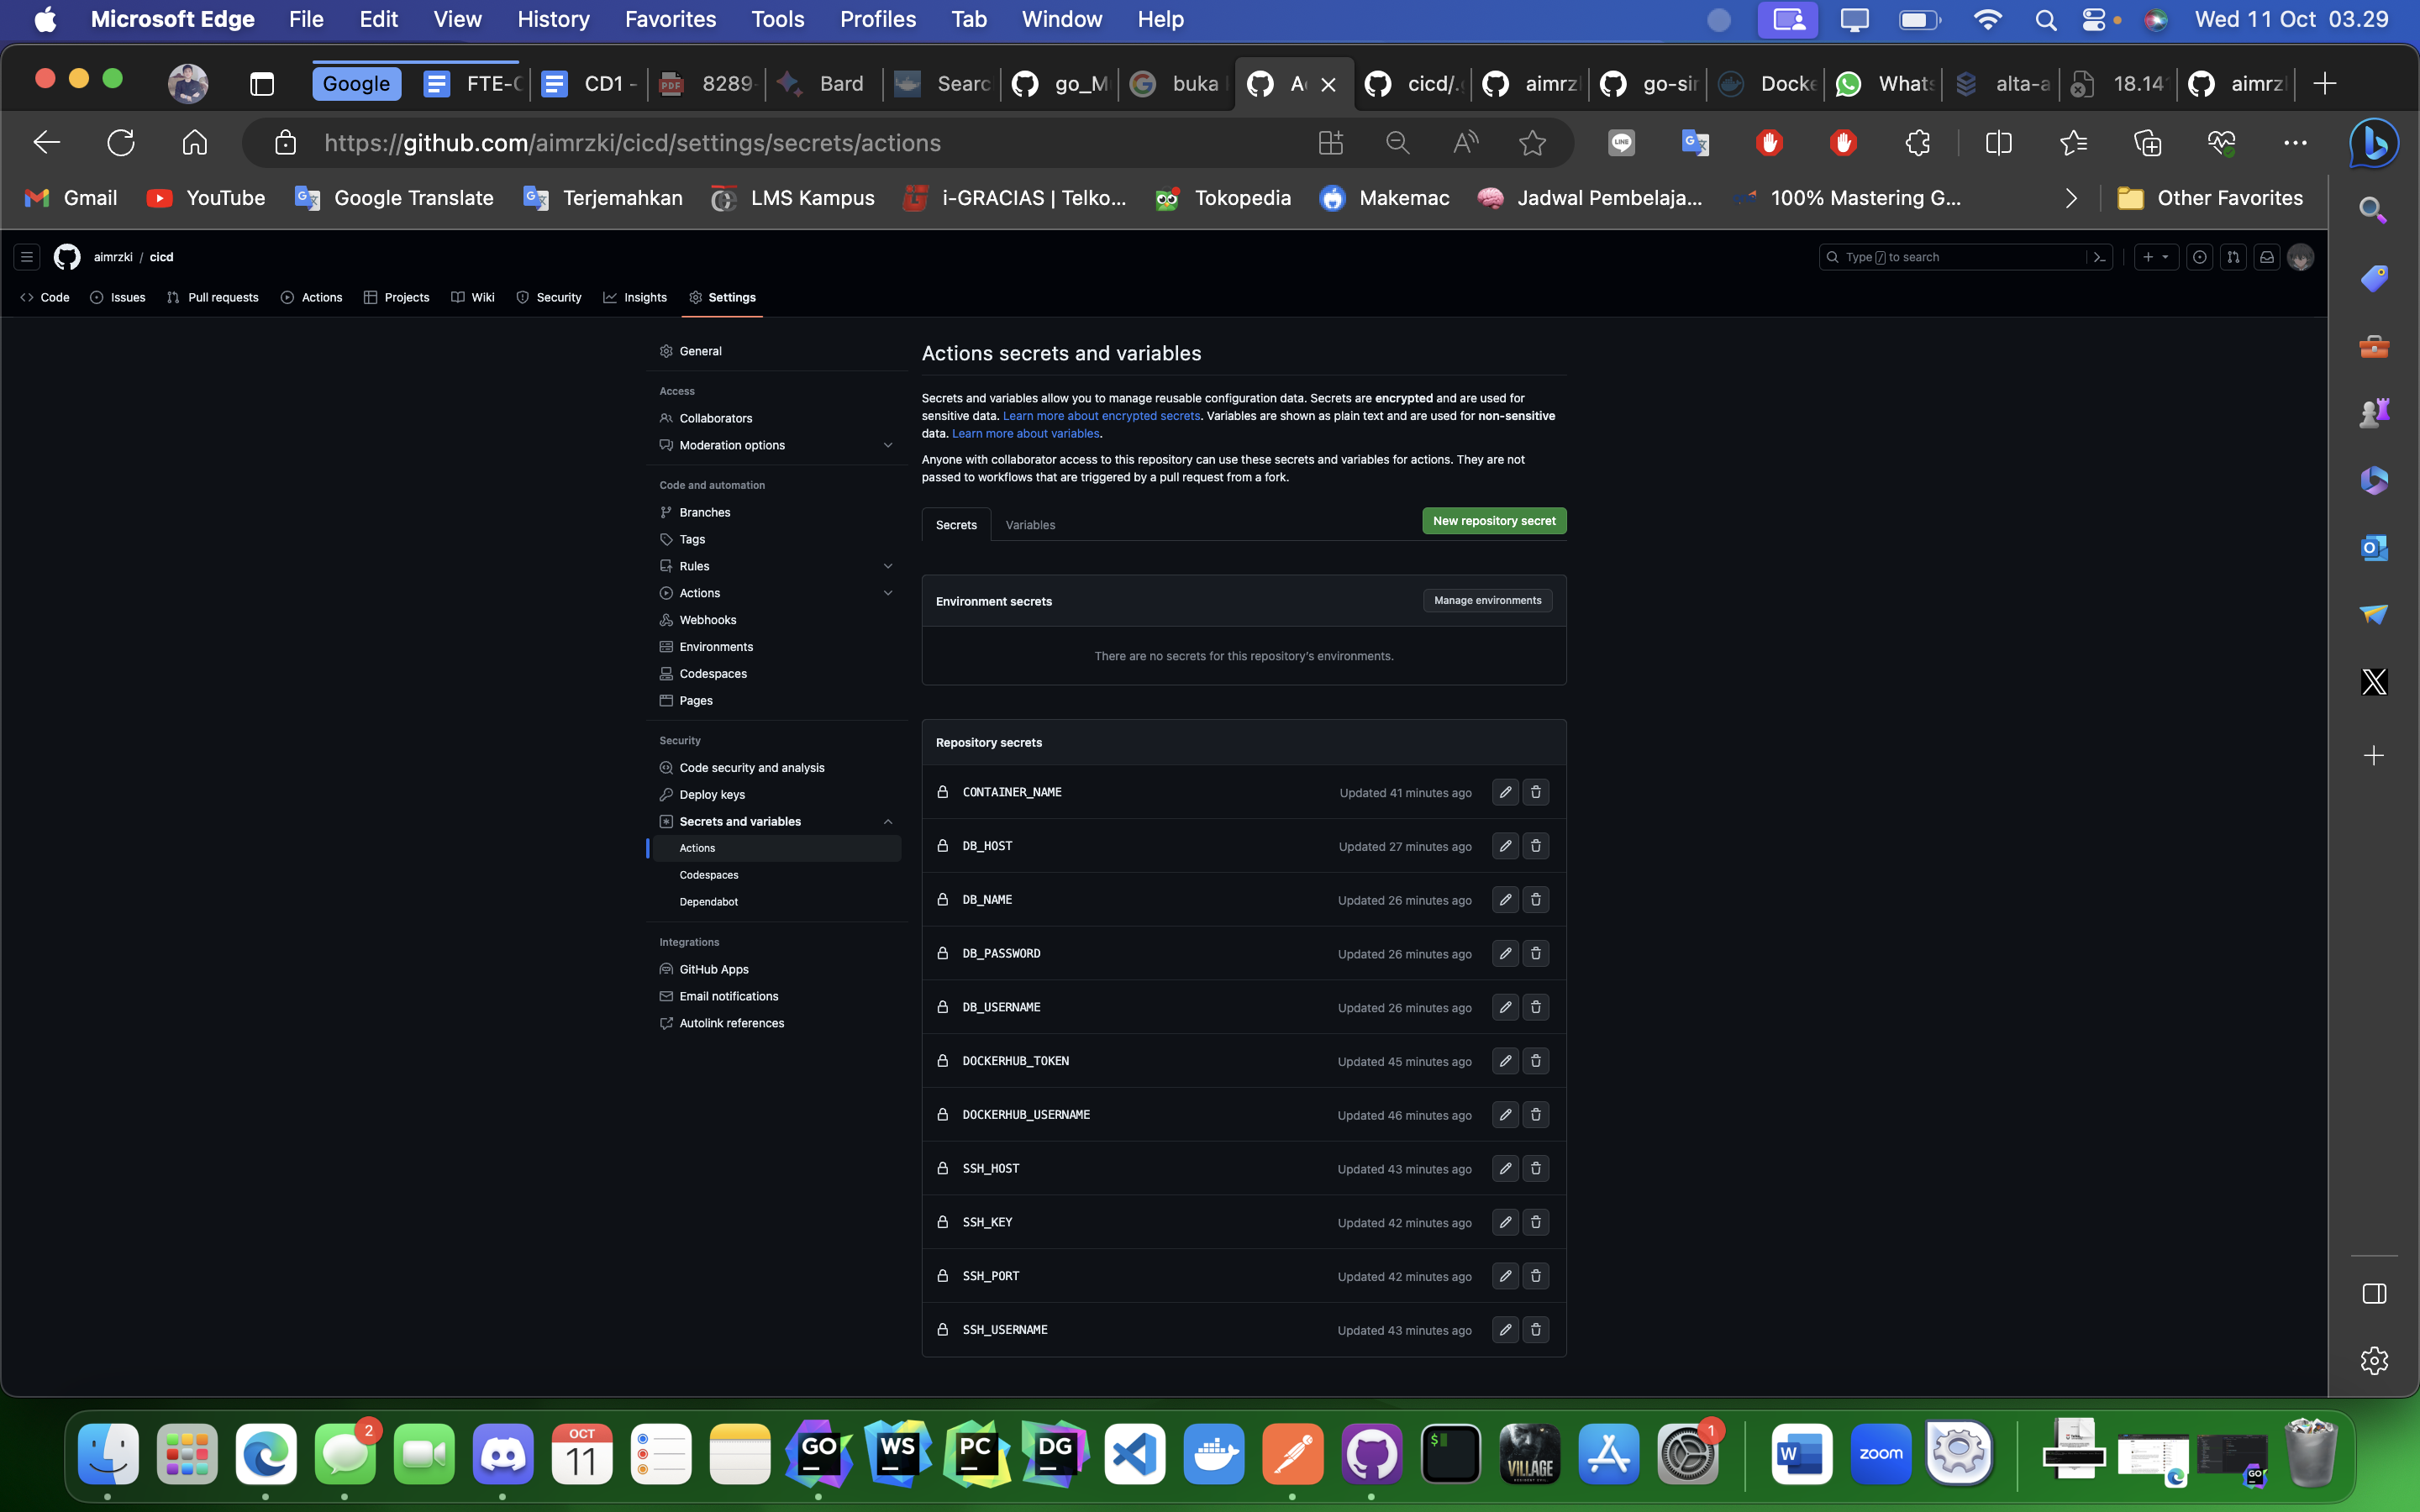 Microsoft Edge File Edit View History Favorites Tools Profiles Tab Window Help Wed 11 Oct 03.29
Google FTE-C CD1 - 8289 Bard Searc go_M buka A cicd/. aimrz go-sir Docke Whats alta-a 18.14 aimrz
https://github.com/aimrzki/cicd/settings/secrets/actions
Gmail YouTube Google Translate Terjemahkan LMS Kampus i-GRACIAS | Telko... Tokopedia Makemac Jadwal Pembelaja... 100% Mastering G... Other Favorites
aimrzki / cicd Type / to search
Code Issues Pull requests Actions Projects Wiki Security Insights Settings
General
Access
Collaborators
Moderation options
Code and automation
Branches
Tags
Rules
Actions
Webhooks
Environments
Codespaces
Pages
Security
Code security and analysis
Deploy keys
Secrets and variables
Actions
Codespaces
Dependabot
Integrations
GitHub Apps
Email notifications
Autolink references
Actions secrets and variables
Secrets and variables allow you to manage reusable configuration data. Secrets are encrypted and are used for
sensitive data. Learn more about encrypted secrets. Variables are shown as plain text and are used for non-sensitive
data. Learn more about variables.
Anyone with collaborator access to this repository can use these secrets and variables for actions. They are not
passed to workflows that are triggered by a pull request from a fork.
Secrets Variables New repository secret
Environment secrets Manage environments
There are no secrets for this repository's environments.
Repository secrets
CONTAINER_NAME Updated 41 minutes ago
DB_HOST Updated 27 minutes ago
DB_NAME Updated 26 minutes ago
DB_PASSWORD Updated 26 minutes ago
DB_USERNAME Updated 26 minutes ago
DOCKERHUB_TOKEN Updated 45 minutes ago
DOCKERHUB_USERNAME Updated 46 minutes ago
SSH_HOST Updated 43 minutes ago
SSH_KEY Updated 42 minutes ago
SSH_PORT Updated 42 minutes ago
SSH_USERNAME Updated 43 minutes ago
2 OCT 11 GO WS PC DG VILLAGE 1 W zoom GO